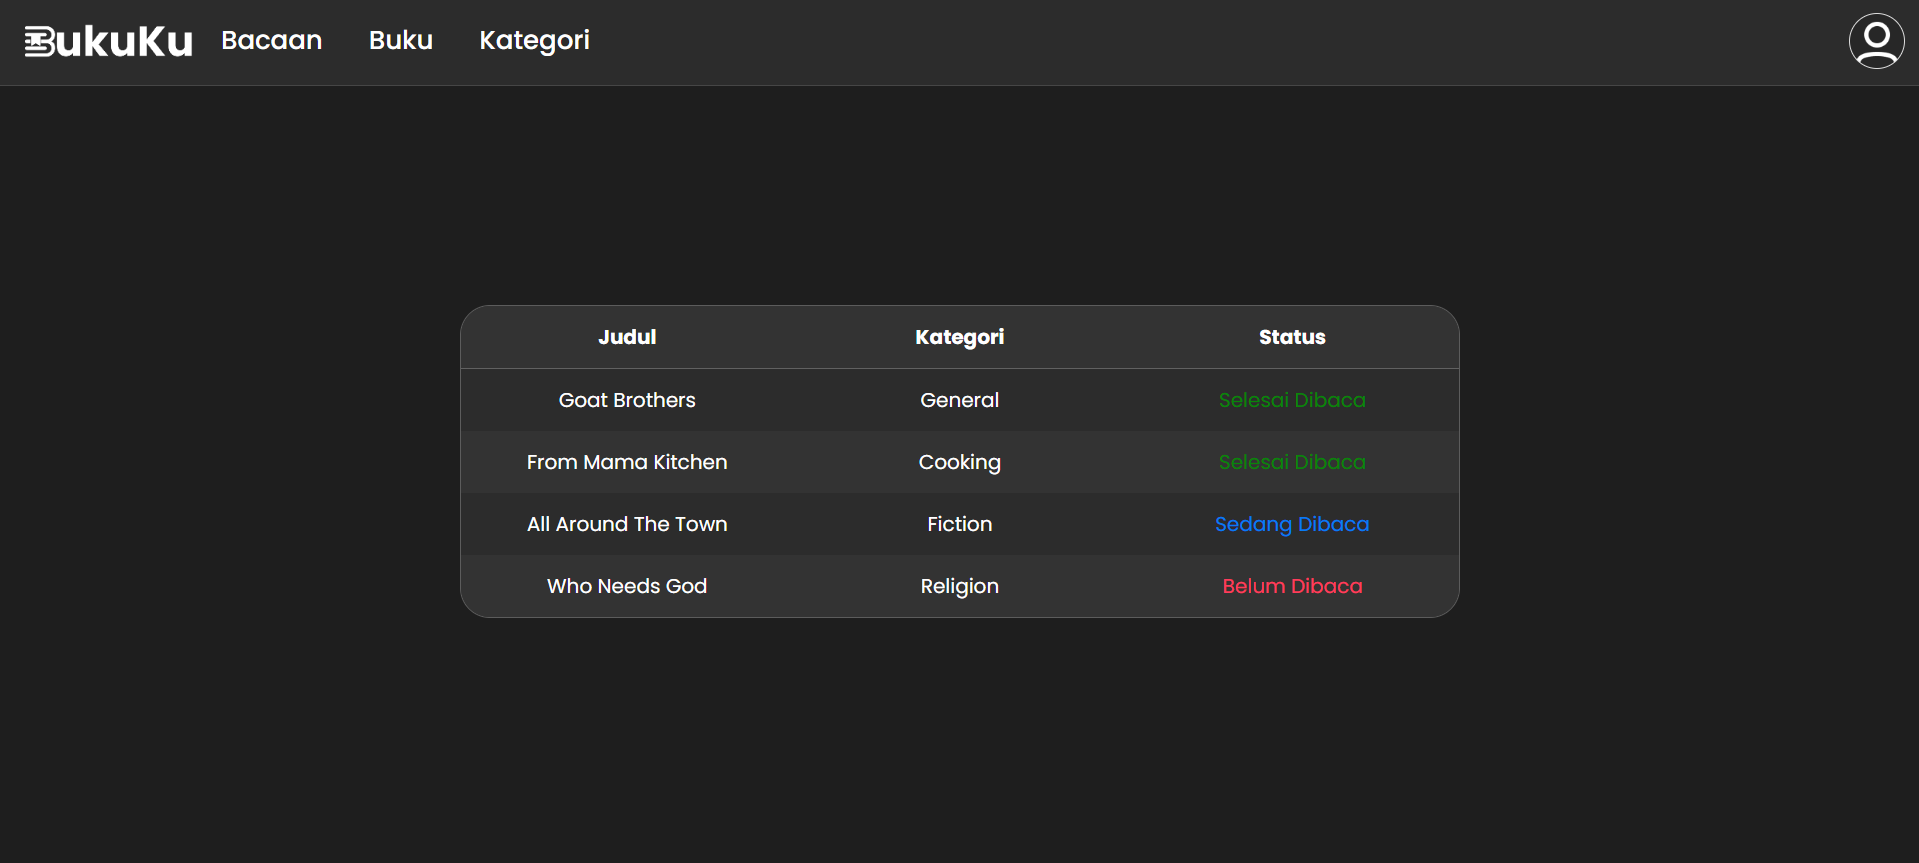 BukuKu Bacaan Buku Kategori
Judul Kategori Status
Goat Brothers General Selesai Dibaca
From Mama Kitchen Cooking Selesai Dibaca
All Around The Town Fiction Sedang Dibaca
Who Needs God Religion Belum Dibaca